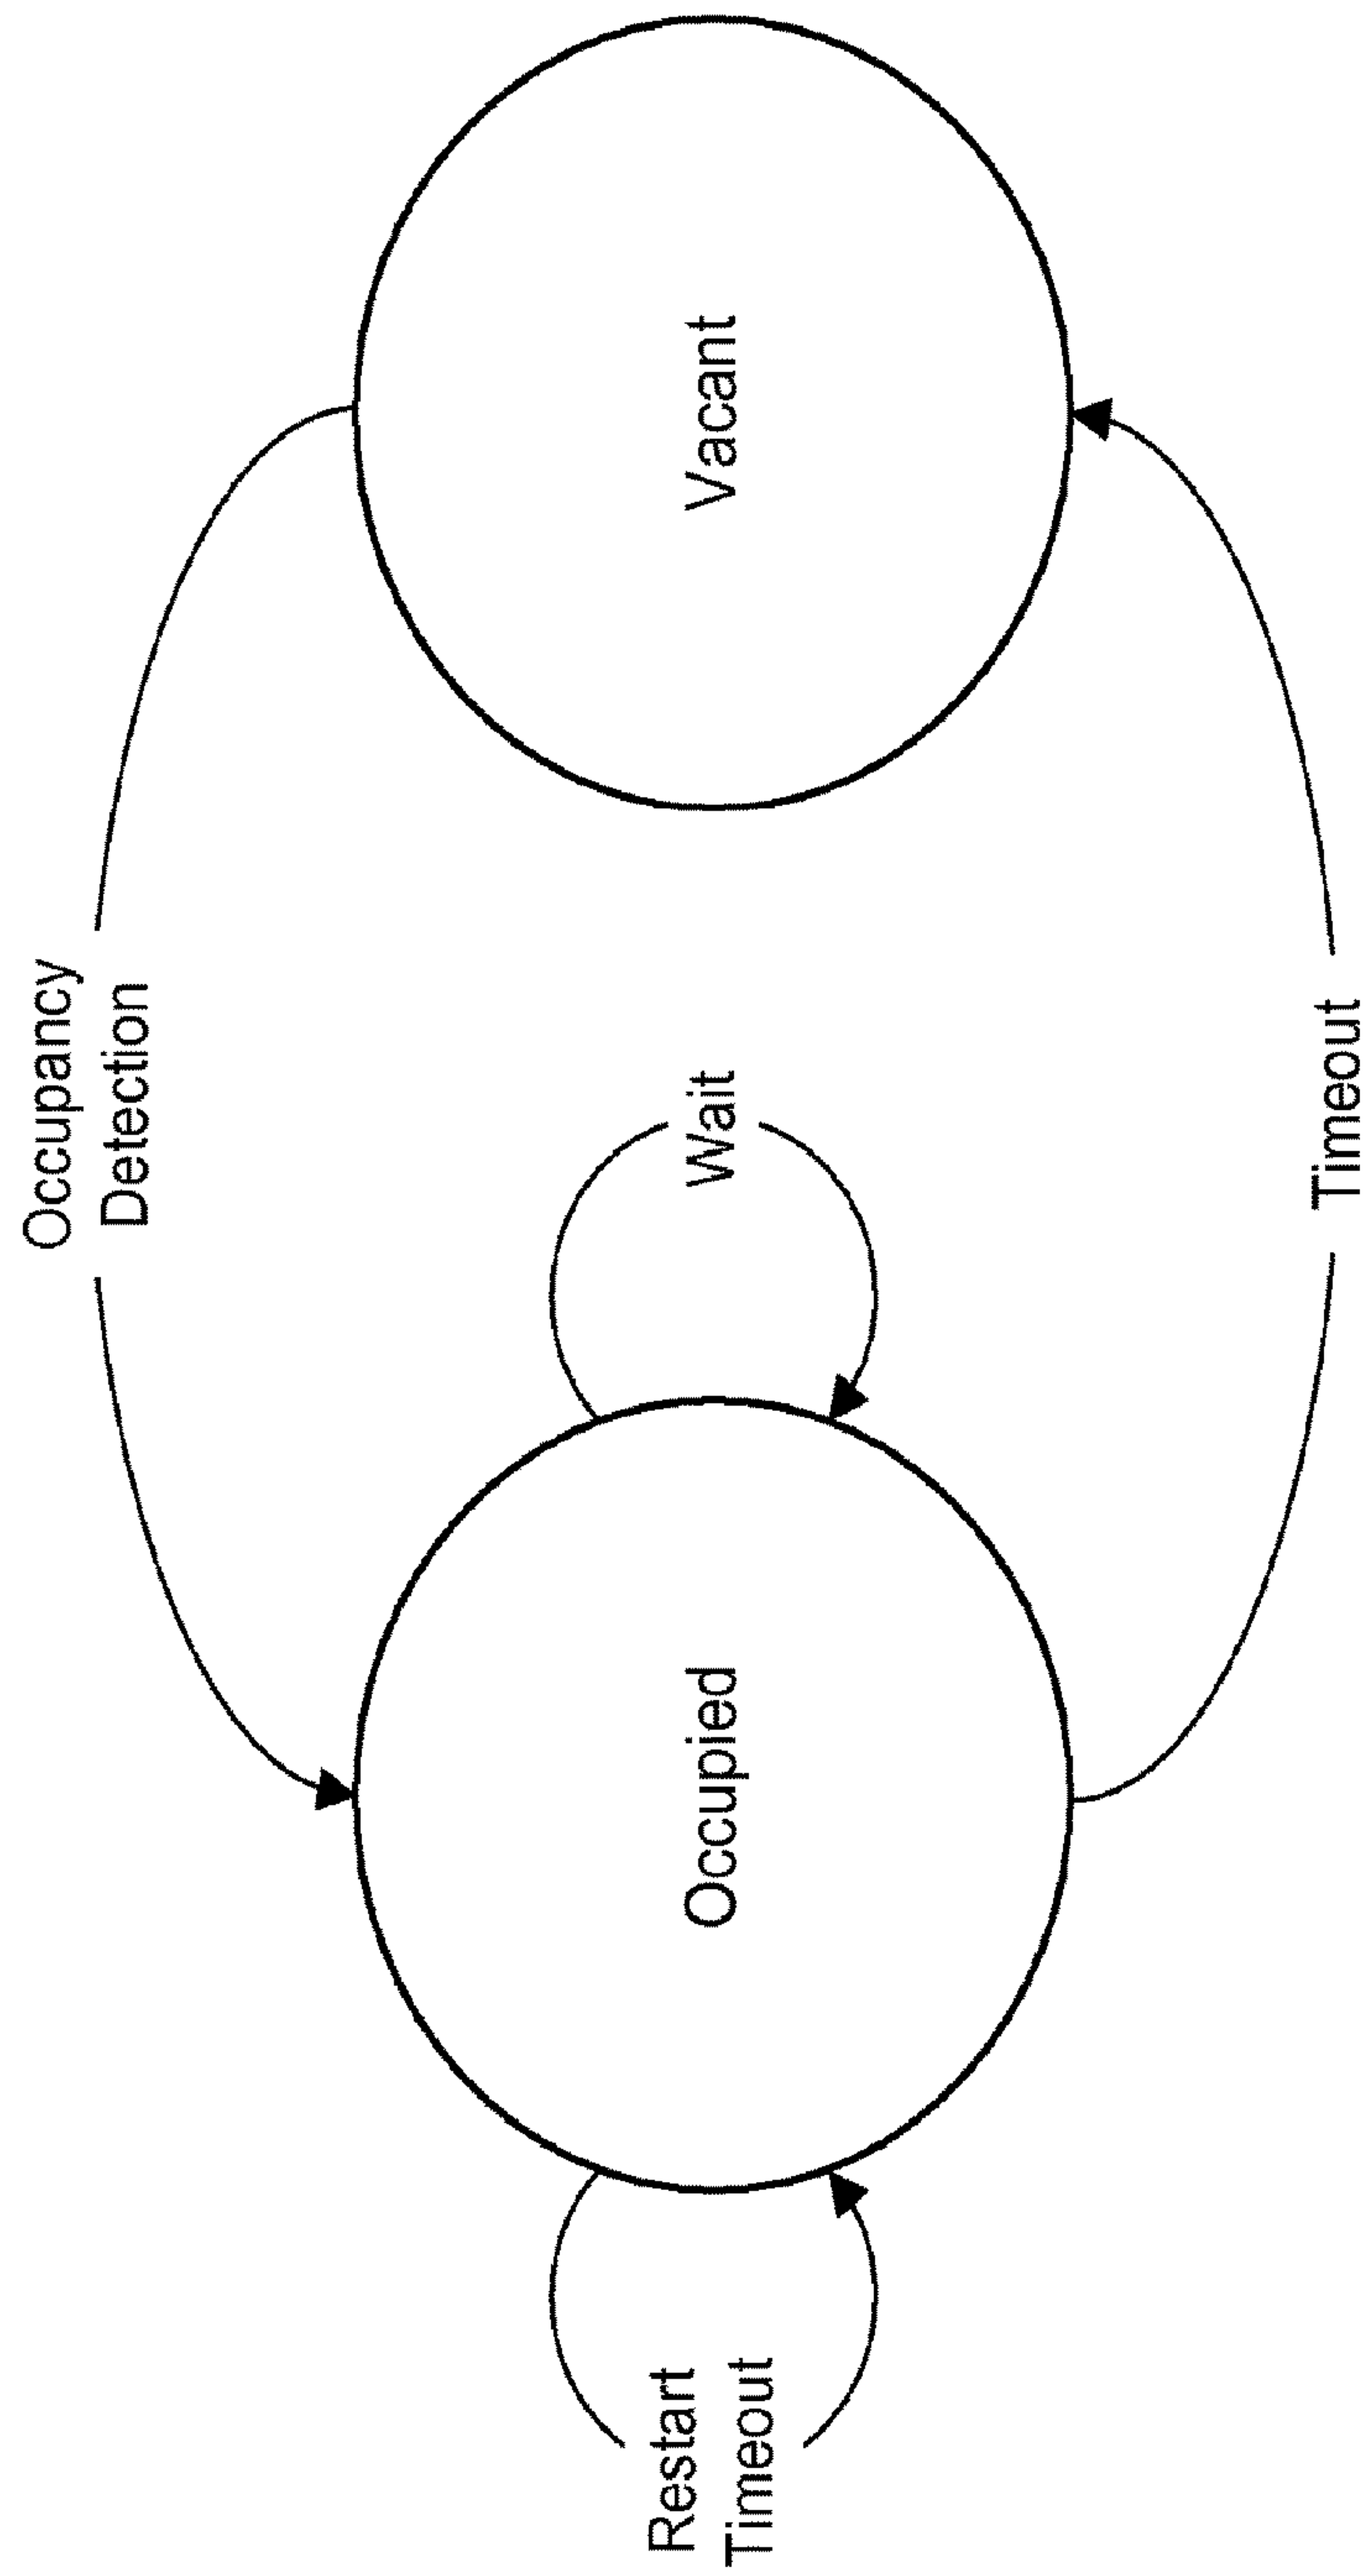 Occupancy
Detection
Restart
Timeout
Occupied
Wait
Vacant
Timeout